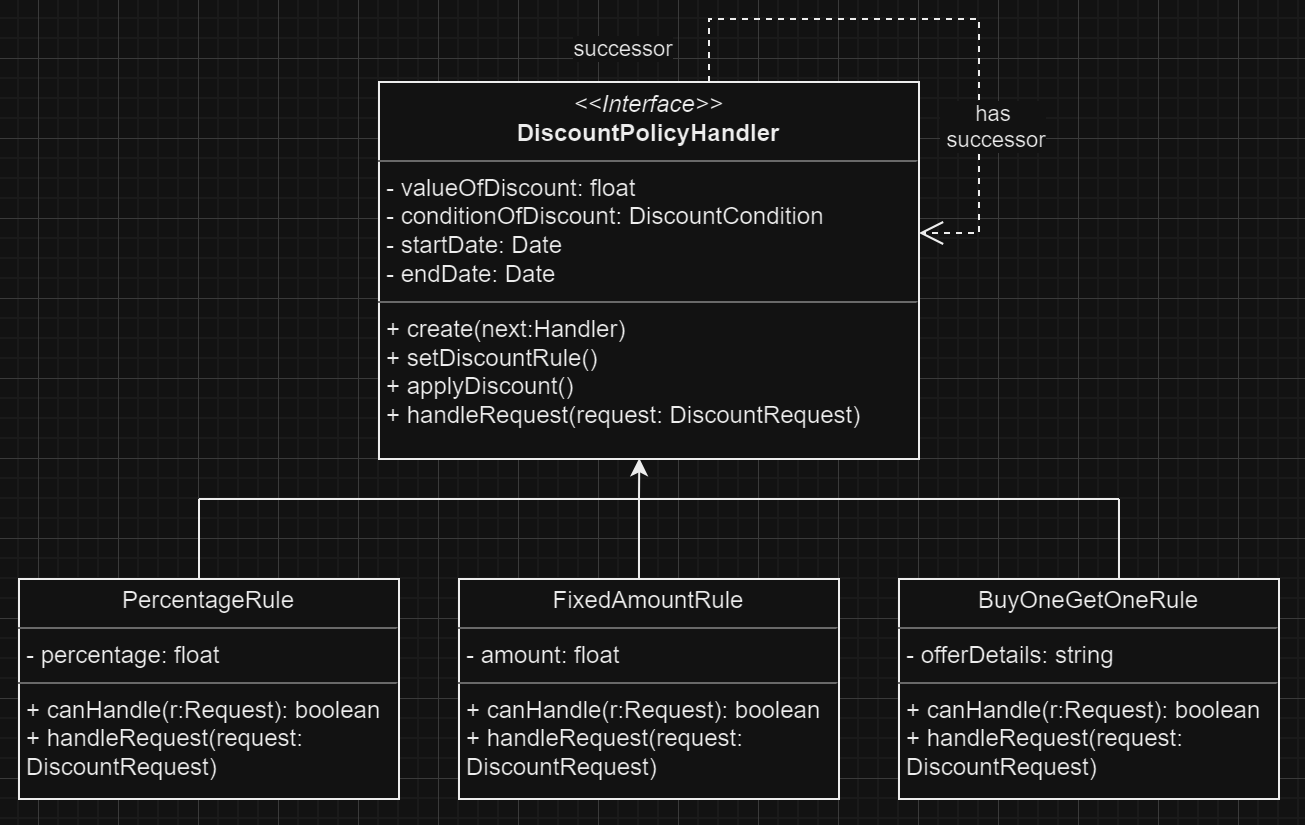 successor
<<Interface>>
DiscountPolicyHandler
has
successor
- valueOfDiscount: float
- conditionOfDiscount: DiscountCondition
- startDate: Date
- endDate: Date
+ create(next:Handler)
+ setDiscountRule()
+ applyDiscount()
+ handleRequest(request: DiscountRequest)
PercentageRule
- percentage: float
+ canHandle(r:Request): boolean
+ handleRequest(request:
DiscountRequest)
FixedAmountRule
- amount: float
+ canHandle(r:Request): boolean
+ handleRequest(request:
DiscountRequest)
BuyOneGetOneRule
- offerDetails: string
+ canHandle(r:Request): boolean
+ handleRequest(request:
DiscountRequest)